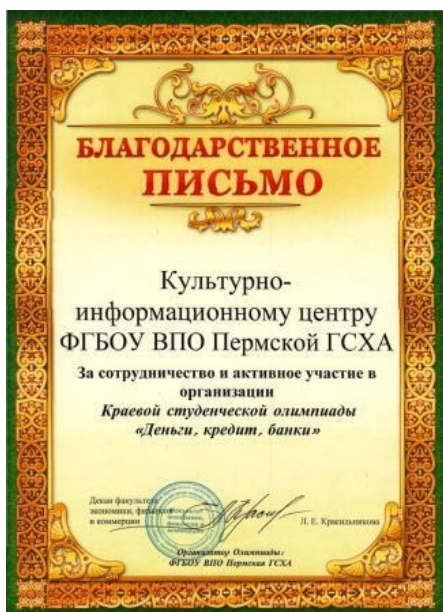 БЛАГОДАРСТВЕННОЕ
ПИСЬМО
Культурно-
информационному центру
ФГБОУ ВПО Пермской ГСХА
За сотрудничество и активное участие в
организации
Краевой студенческой олимпиады
«Деньги, кредит, банки»
Декан факультета
экономики, финансов
и коммерции
Л. Е. Красильникова
Организатор Олимпиады:
ФГБОУ ВПО Пермская ГСХА